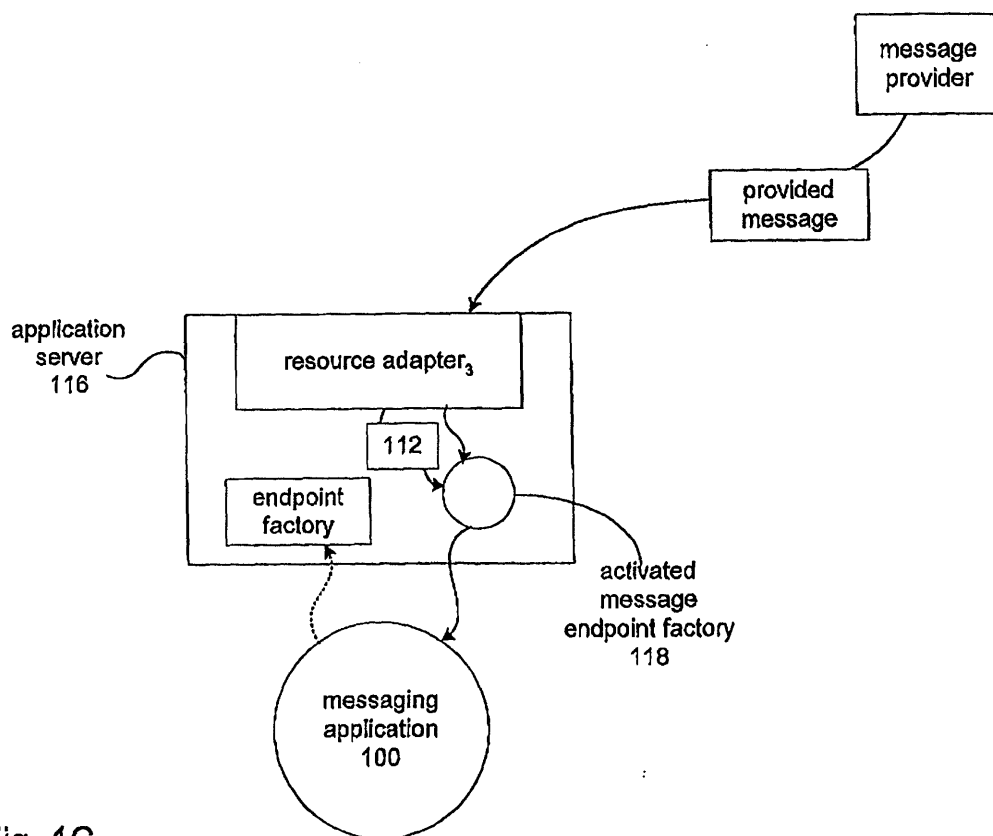 message
provider
provided
message
application
server
116
resource adapter3
112
endpoint
factory
activated
message
endpoint factory
118
messaging
application
100